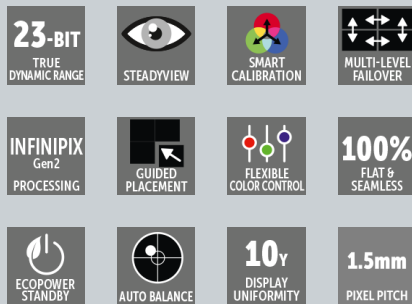 23-BIT
TRUE
DYNAMIC RANGE
STEADYVIEW
SMART
CALIBRATION
MULTI-LEVEL
FAILOVER
INFINIPIX
Gen2
PROCESSING
GUIDED
PLACEMENT
FLEXIBLE
COLOR CONTROL
100%
FLAT &
SEAMLESS
ECOPOWER
STANDBY
AUTO BALANCE
10Y
DISPLAY
UNIFORMITY
1.5mm
PIXEL PITCH